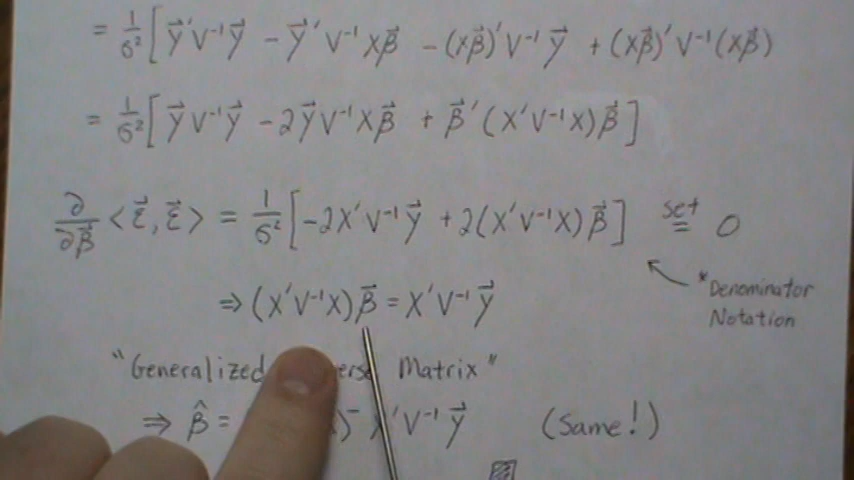 = 1/σ² [ y⃗'V⁻¹y⃗ - y⃗'V⁻¹Xβ⃗ - (Xβ⃗)'V⁻¹y⃗ + (Xβ⃗)'V⁻¹(Xβ⃗)
= 1/σ² [ y⃗V⁻¹y⃗ - 2y⃗V⁻¹Xβ⃗ + β⃗'(X'V⁻¹X)β⃗ ]
∂/∂β⃗ <ε⃗, ε⃗> = 1/σ² [ -2X'V⁻¹y⃗ + 2(X'V⁻¹X)β⃗ ] set = 0
*Denominator
Notation
⇒ (X'V⁻¹X)β⃗ = X'V⁻¹y⃗
"Generalized Matrix"
⇒ β̂ = )⁻ X'V⁻¹y⃗ (Same!)